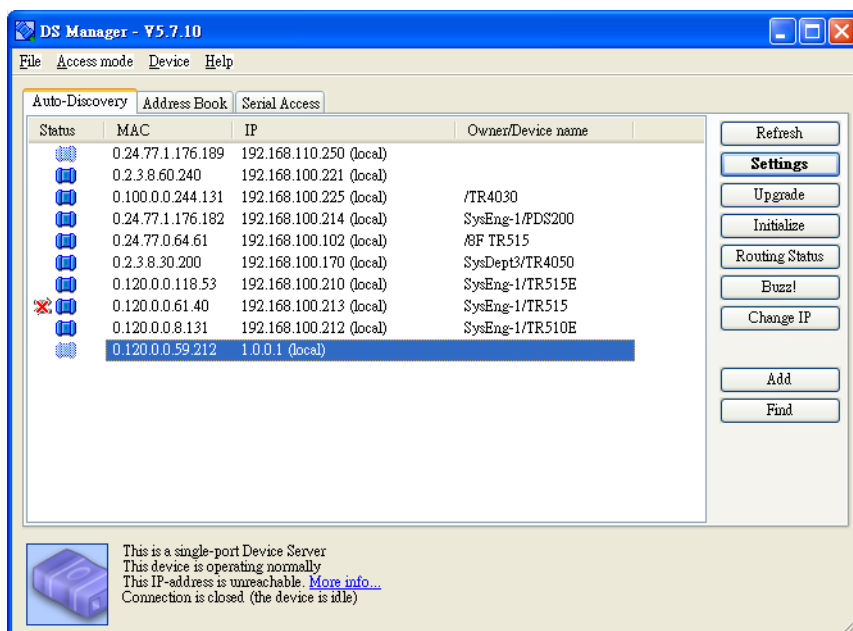 DS Manager - V5.7.10
File Access mode Device Help
Auto-Discovery Address Book Serial Access
Status MAC IP Owner/Device name
0.24.77.1.176.189 192.168.110.250 (local)
0.2.3.8.60.240 192.168.100.221 (local)
0.100.0.0.244.131 192.168.100.225 (local) /TR4030
0.24.77.1.176.182 192.168.100.214 (local) SysEng-1/PDS200
0.24.77.0.64.61 192.168.100.102 (local) /8F TR515
0.2.3.8.30.200 192.168.100.170 (local) SysDept3/TR4050
0.120.0.0.118.53 192.168.100.210 (local) SysEng-1/TR515E
0.120.0.0.61.40 192.168.100.213 (local) SysEng-1/TR515
0.120.0.0.8.131 192.168.100.212 (local) SysEng-1/TR510E
0.120.0.0.59.212 1.0.0.1 (local)
Refresh
Settings
Upgrade
Initialize
Routing Status
Buzz!
Change IP
Add
Find
This is a single-port Device Server
This device is operating normally
This IP-address is unreachable. More info...
Connection is closed (the device is idle)